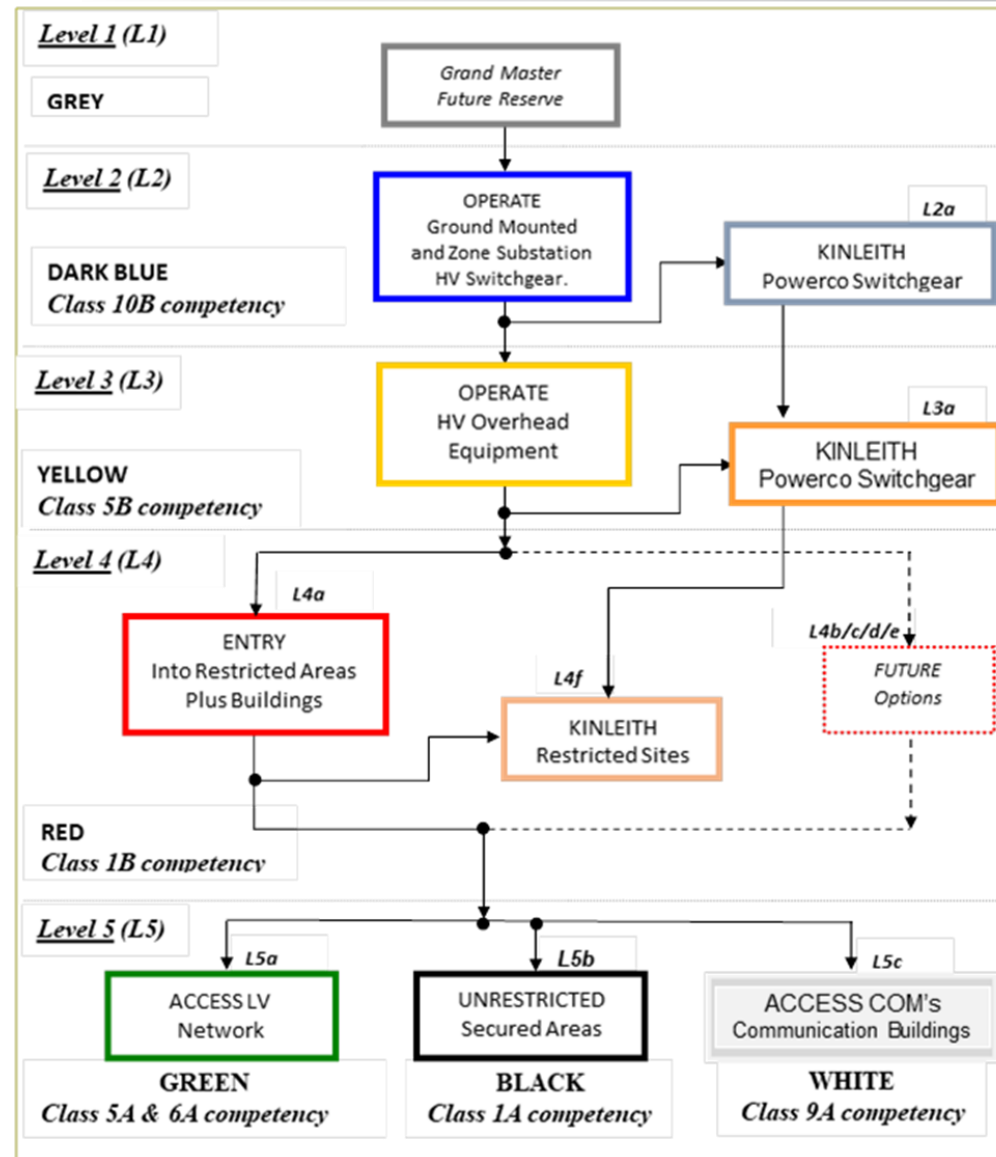 Level 1 (L1)
GREY
Grand Master
Future Reserve
Level 2 (L2)
DARK BLUE
Class 10B competency
OPERATE
Ground Mounted
and Zone Substation
HV Switchgear.
L2a
KINLEITH
Powerco Switchgear
Level 3 (L3)
YELLOW
Class 5B competency
OPERATE
HV Overhead
Equipment
L3a
KINLEITH
Powerco Switchgear
Level 4 (L4)
L4a
ENTRY
Into Restricted Areas
Plus Buildings
L4f
KINLEITH
Restricted Sites
L4b/c/d/e
FUTURE
Options
RED
Class 1B competency
Level 5 (L5)
L5a
ACCESS LV
Network
GREEN
Class 5A & 6A competency
L5b
UNRESTRICTED
Secured Areas
BLACK
Class 1A competency
L5c
ACCESS COM's
Communication Buildings
WHITE
Class 9A competency